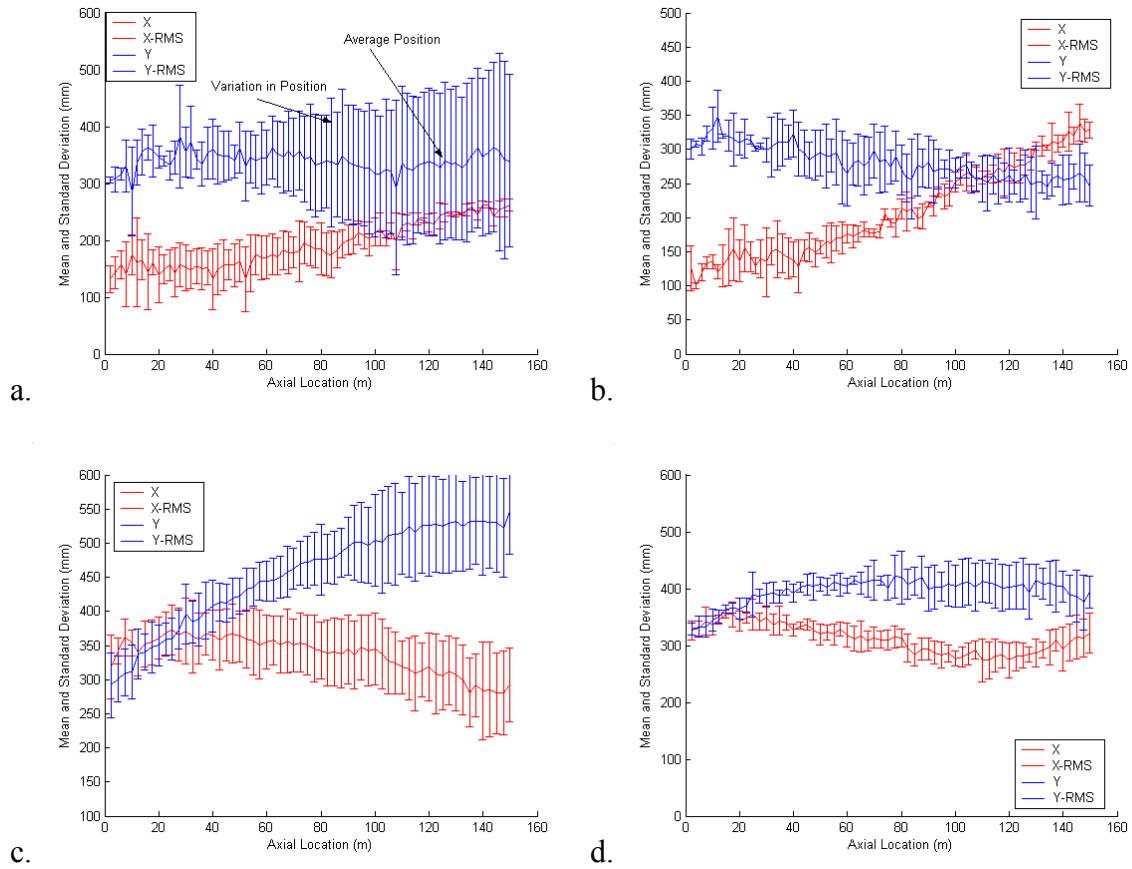 600
500
400
300
200
100
0
Mean and Standard Deviation (mm)
X
X-RMS
Y
Y-RMS
Average Position
Variation in Position
0
20
40
60
80
100
120
140
160
Axial Location (m)
a.
500
450
400
350
300
250
200
150
100
50
0
Mean and Standard Deviation (mm)
X
X-RMS
Y
Y-RMS
0
20
40
60
80
100
120
140
160
Axial Location (m)
b.
600
550
500
450
400
350
300
250
200
150
100
Mean and Standard Deviation (mm)
X
X-RMS
Y
Y-RMS
0
20
40
60
80
100
120
140
160
Axial Location (m)
c.
600
500
400
300
200
100
0
Mean and Standard Deviation (mm)
X
X-RMS
Y
Y-RMS
0
20
40
60
80
100
120
140
160
Axial Location (m)
d.